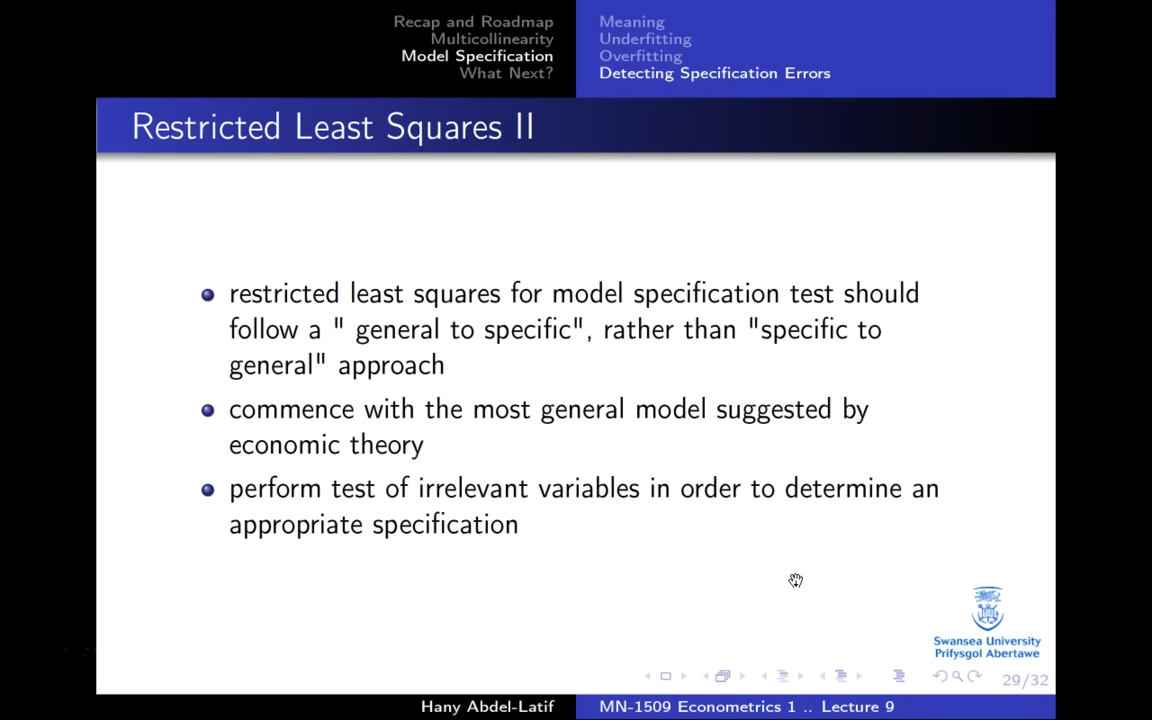 Recap and Roadmap
Multicollinearity
Model Specification
What Next?
Meaning
Underfitting
Overfitting
Detecting Specification Errors
Restricted Least Squares II
restricted least squares for model specification test should
follow a " general to specific", rather than "specific to
general" approach
commence with the most general model suggested by
economic theory
perform test of irrelevant variables in order to determine an
appropriate specification
Swansea University
Prifysgol Abertawe
29/32
Hany Abdel-Latif
MN-1509 Econometrics 1 .. Lecture 9